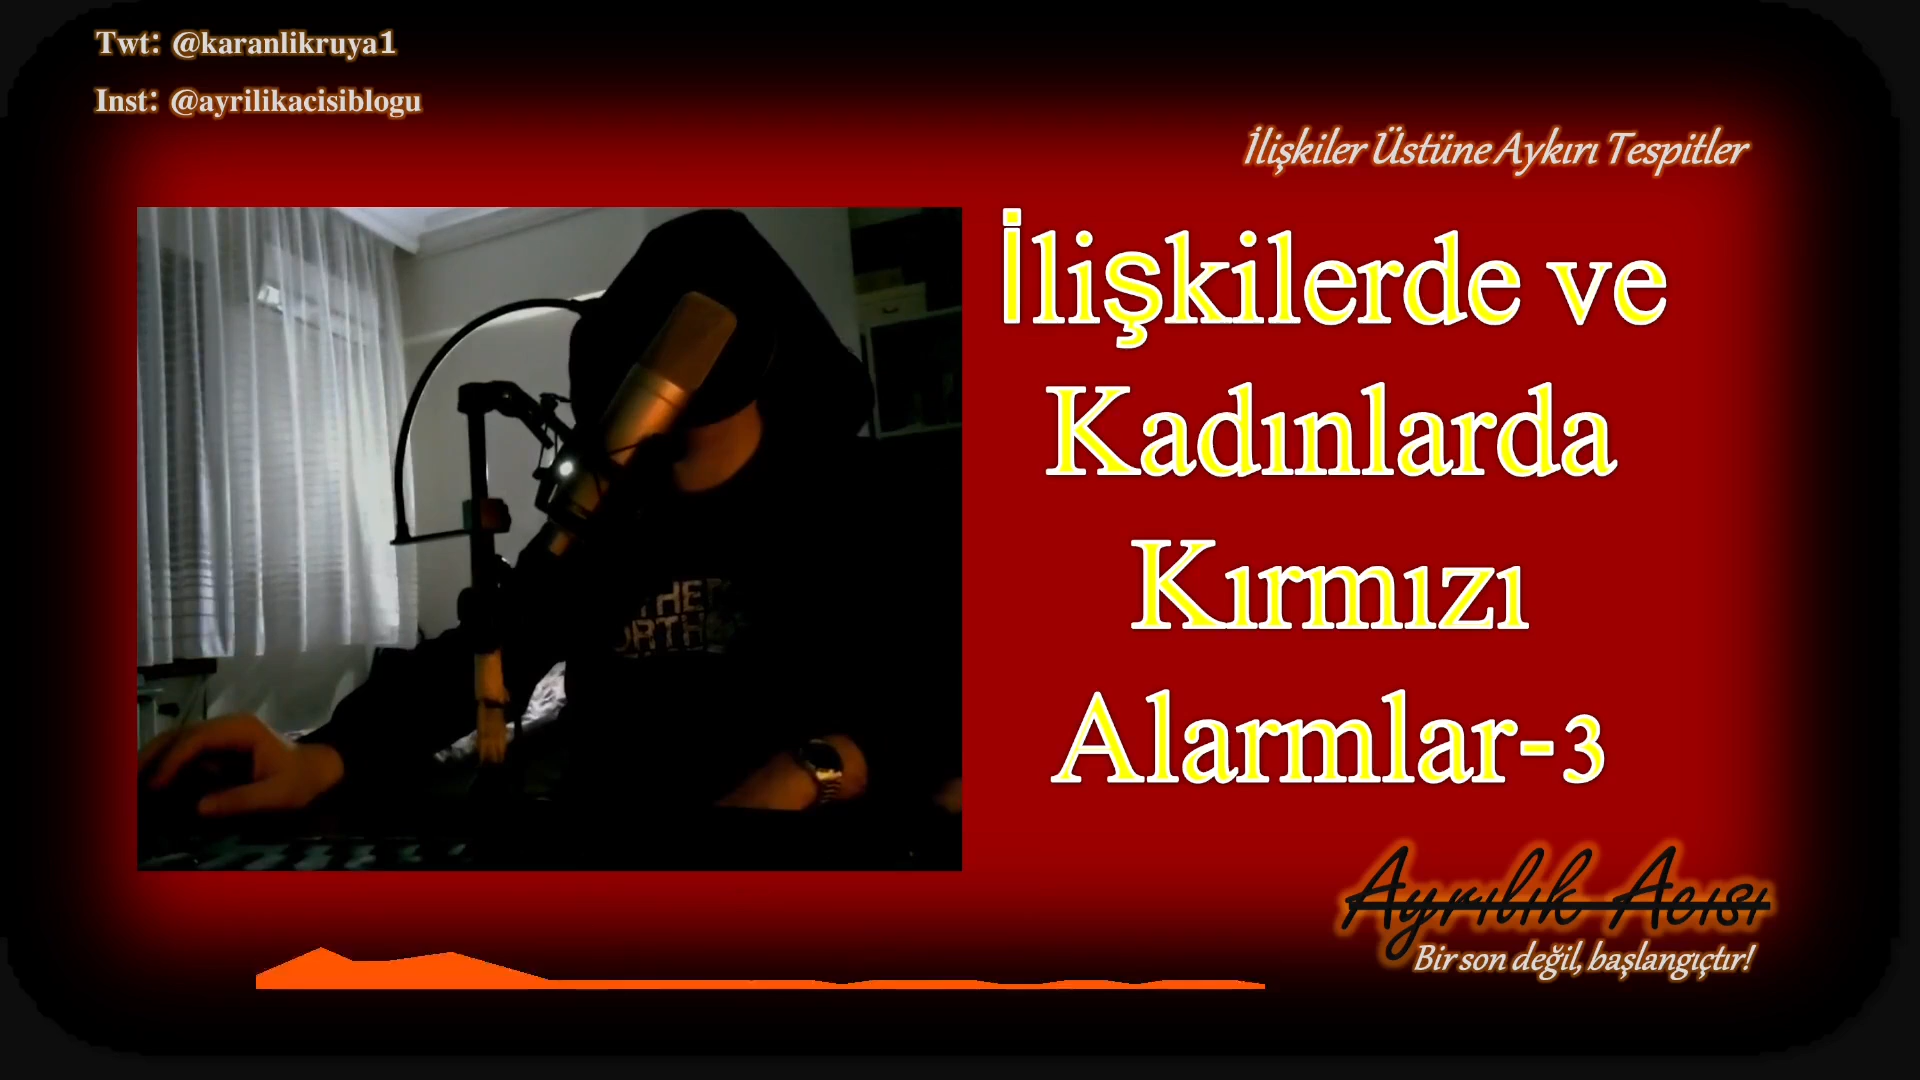 Twt: @karanlikruya1
Inst: @ayrilikacisiblogu
İlişkiler Üstüne Aykırı Tespitler
İlişkilerde ve
Kadınlarda
Kırmızı
Alarmlar-3
Ayrılık Acısı
Bir son değil, başlangıçtır!